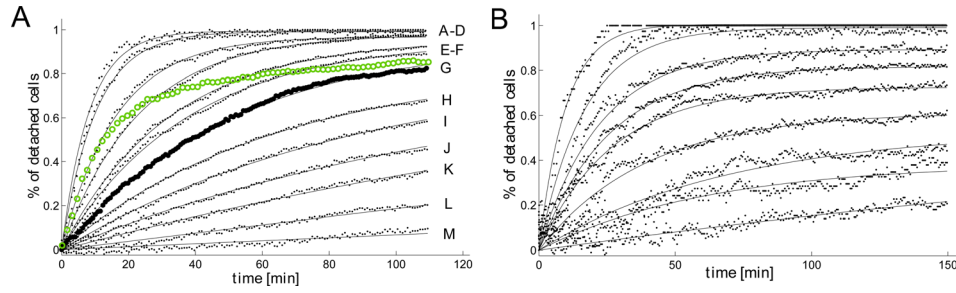 A
% of detached cells
1
0.8
0.6
0.4
0.2
0
0
20
40
60
80
100
120
time [min]
A-D
E-F
G
H
I
J
K
L
M
B
% of detached cells
1
0.8
0.6
0.4
0.2
0
0
50
100
150
time [min]